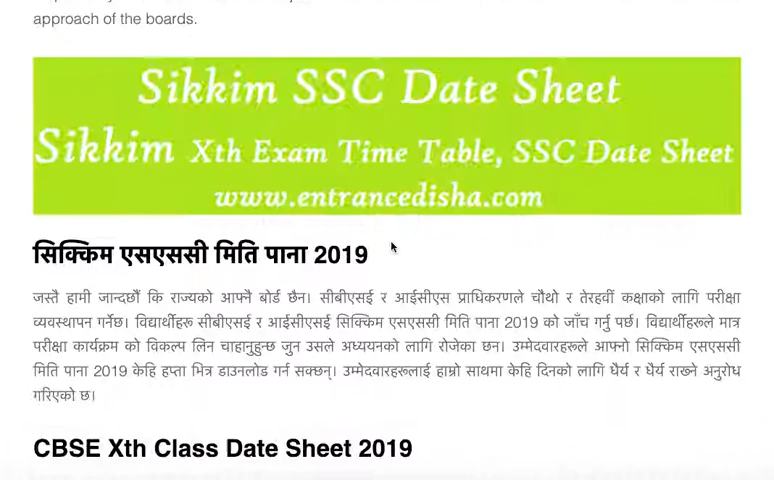 approach of the boards.
Sikkim SSC Date Sheet
Sikkim Xth Exam Time Table, SSC Date Sheet
www.entrancedisha.com
सिक्किम एसएससी मिति पाना 2019
जस्तै हामी जान्दछौं कि राज्यको आफ्नै बोर्ड छैन। सीबीएसई र आईसीएस प्राधिकरणले चौथो र तेरहवीं कक्षाको लागि परीक्षा
व्यवस्थापन गर्नेछ। विद्यार्थीहरू सीबीएसई र आईसीएसई सिक्किम एसएससी मिति पाना 2019 को जाँच गर्नु पर्छ। विद्यार्थीहरूले मात्र
परीक्षा कार्यक्रम को विकल्प लिन चाहानुहुन्छ जुन उसले अध्ययनको लागि रोजेका छन। उम्मेदवारहरूले आफ्नो सिक्किम एसएससी
मिति पाना 2019 केहि हप्ता भित्र डाउनलोड गर्न सक्छन्। उम्मेदवारहरूलाई हाम्रो साथमा केहि दिनको लागि धैर्य र धैर्य राख्ने अनुरोध
गरिएको छ।
CBSE Xth Class Date Sheet 2019